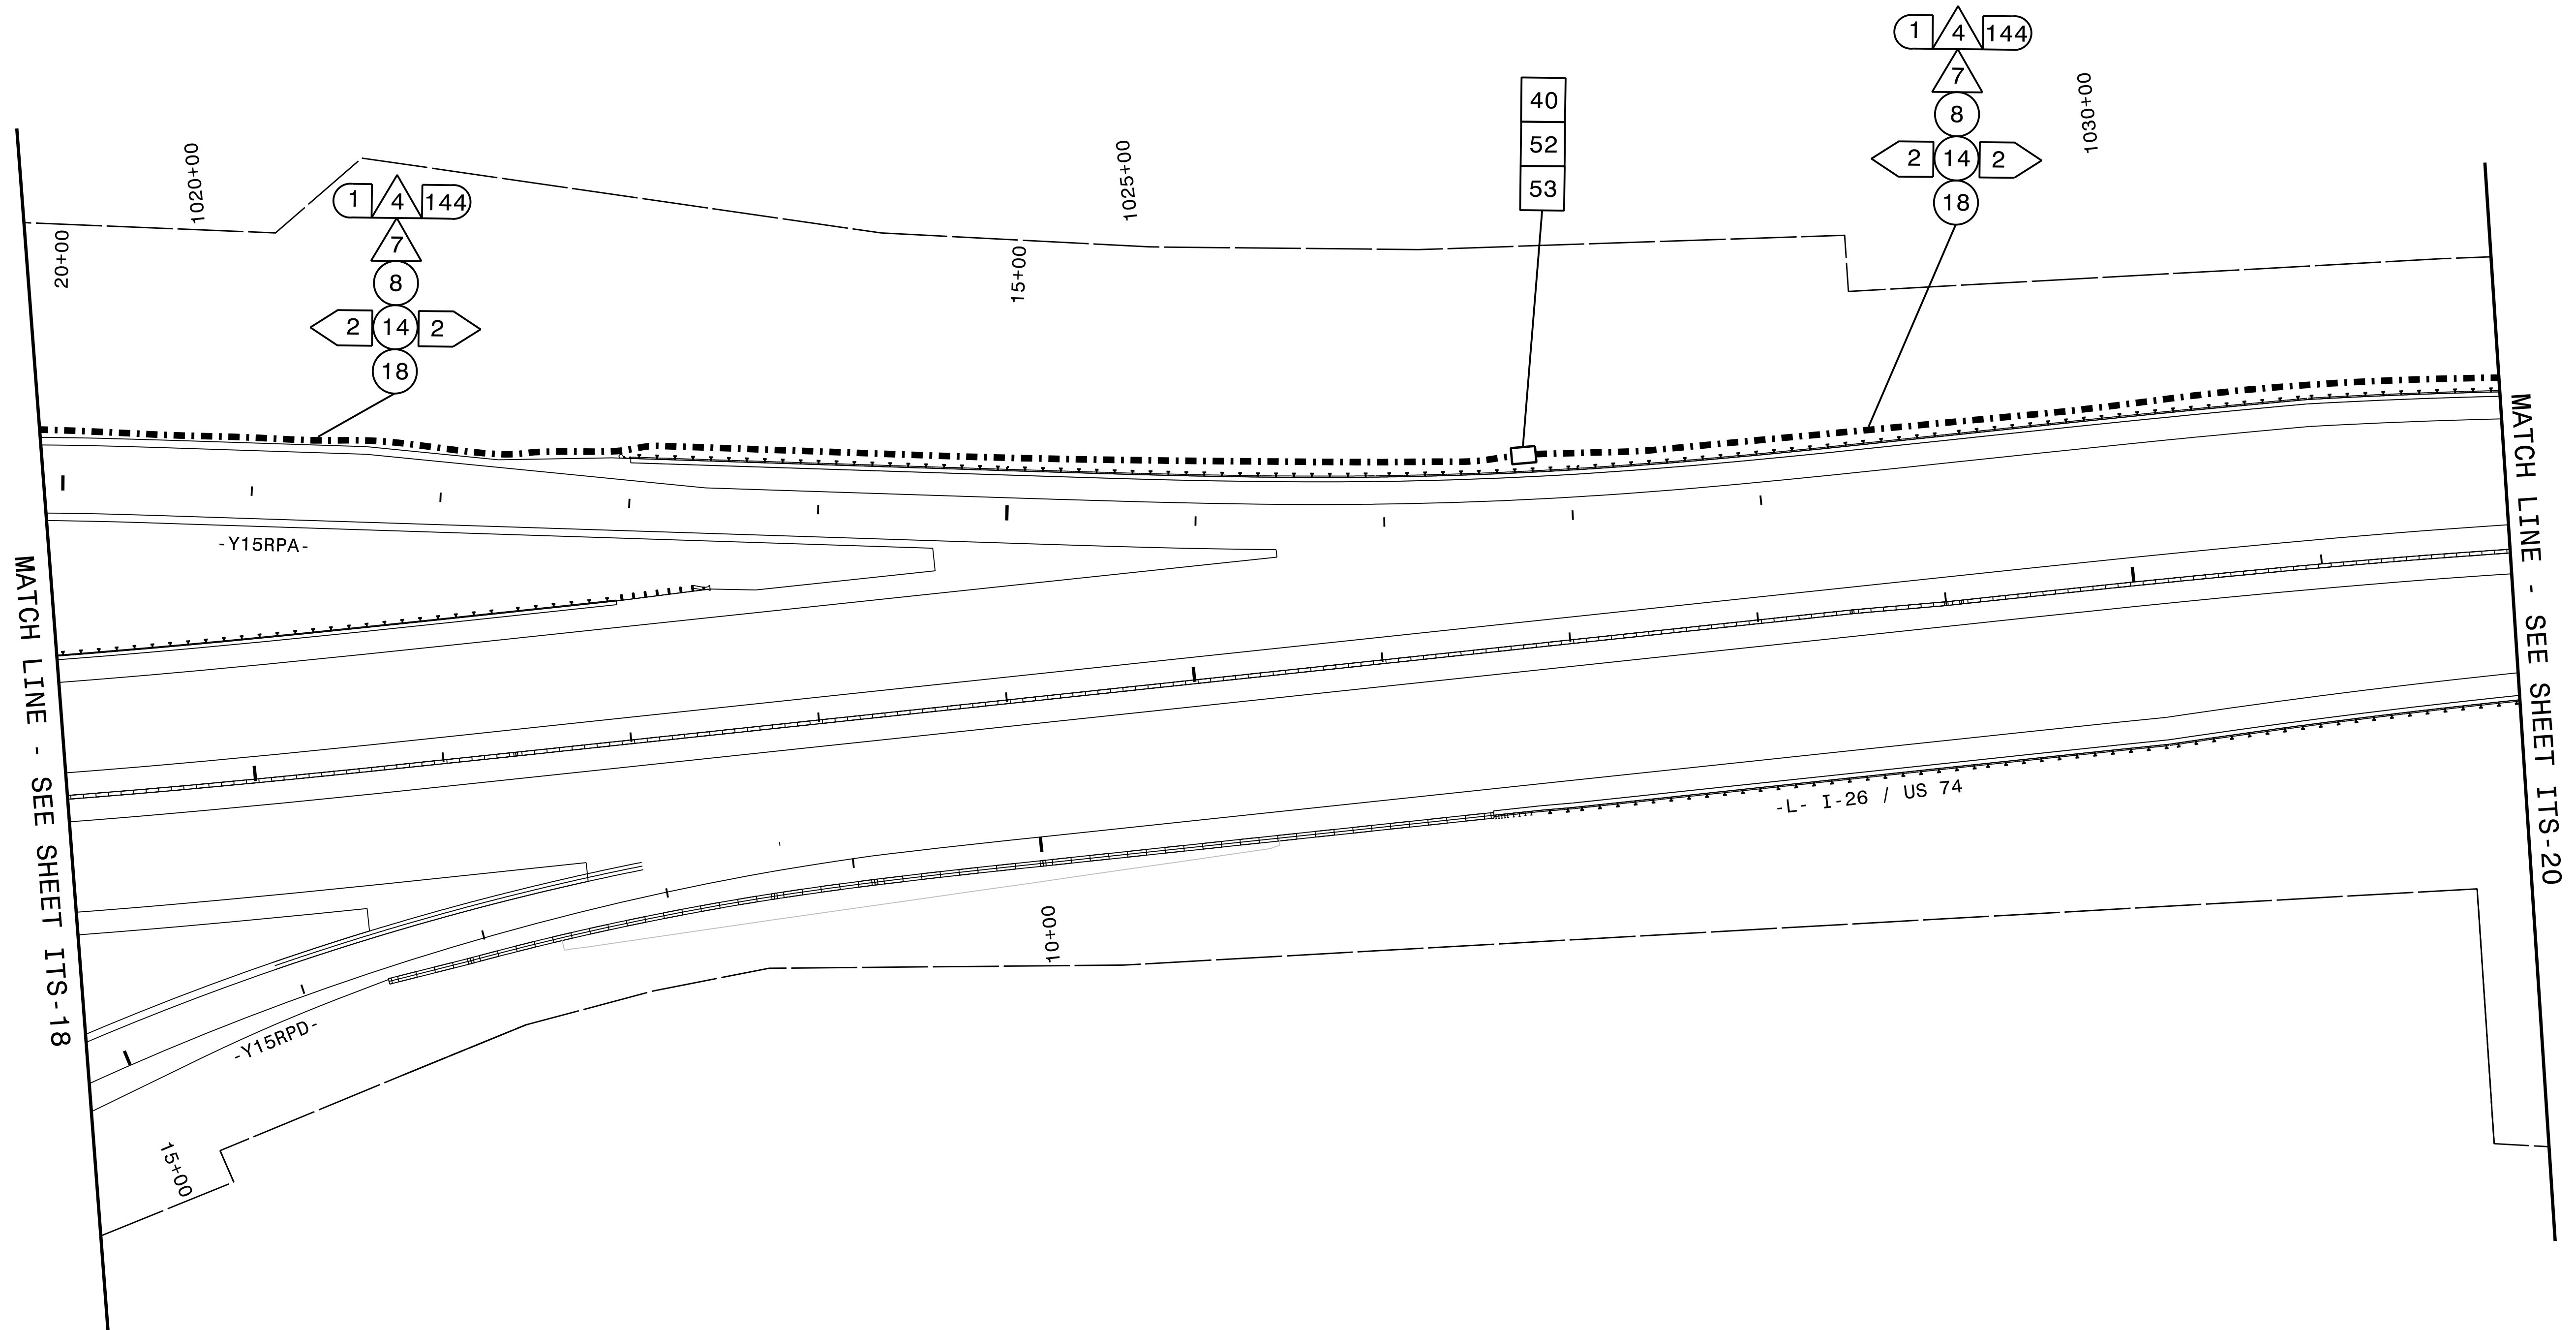 1 4 144
7
8
2 14 2
18
40
52
53
1030+00
1020+00
1025+00
1 4 144
7
8
2 14 2
18
20+00
15+00
-Y15RPA-
MATCH LINE - SEE SHEET ITS-18
MATCH LINE - SEE SHEET ITS-20
-L- I-26 / US 74
10+00
-Y15RPD-
15+00